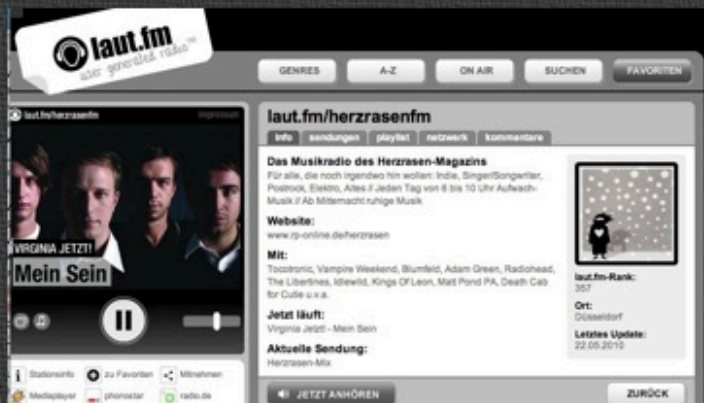 laut.fm
user generated radio™
GENRES
A-Z
ON AIR
SUCHEN
FAVORITEN
laut.fm/herzrasenfm
Impressum
VIRGINIA JETZT!
Mein Sein
Stationsinfo
zu Favoriten
Mitnehmen
Mediaplayer
phonostar
radio.de
laut.fm/herzrasenfm
info
sendungen
playlist
netzwerk
kommentare
Das Musikradio des Herzrasen-Magazins
Für alle, die noch irgendwo hin wollen: Indie, Singer/Songwriter,
Postrock, Elektro, Altes // Jeden Tag von 6 bis 10 Uhr Aufwach-
Musik // Ab Mitternacht ruhige Musik
Website:
www.rp-online.de/herzrasen
Mit:
Tocotronic, Vampire Weekend, Blumfeld, Adam Green, Radiohead,
The Libertines, Idlewild, Kings Of Leon, Matt Pond PA, Death Cab
for Cutie u.v.a.
Jetzt läuft:
Virginia Jetzt! - Mein Sein
Aktuelle Sendung:
Herzrasen-Mix
laut.fm-Rank:
357
Ort:
Düsseldorf
Letztes Update:
22.05.2010
JETZT ANHÖREN
ZURÜCK